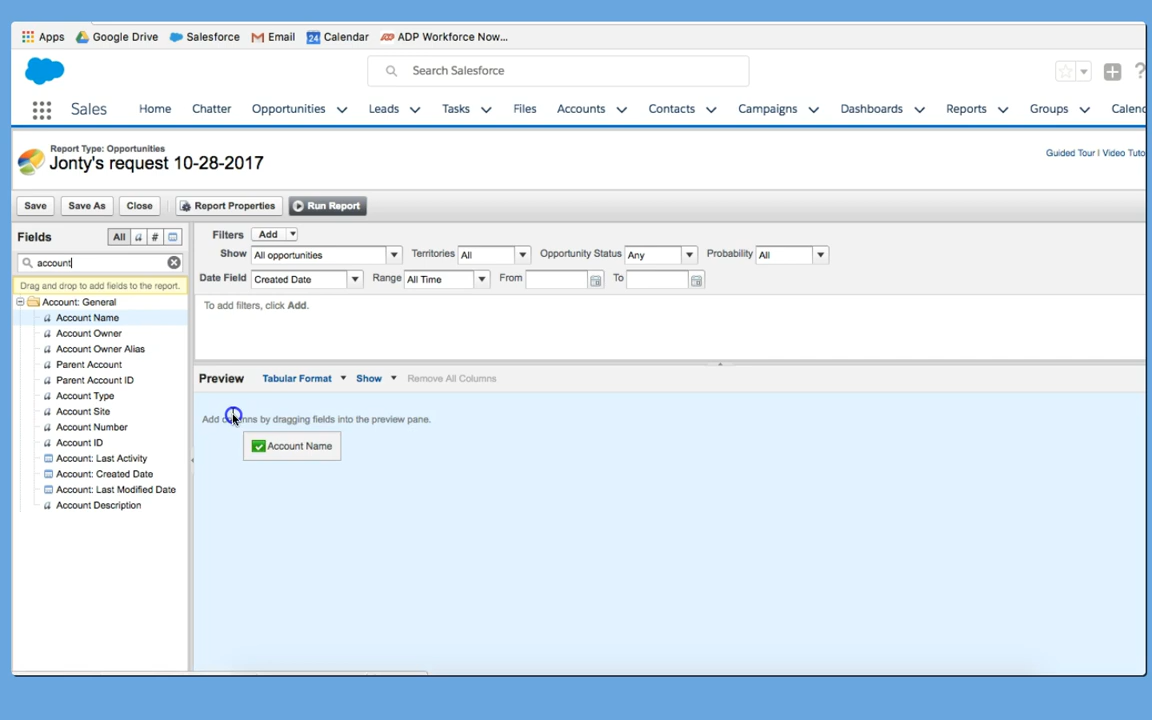 Apps Google Drive Salesforce Email 24 Calendar ADP Workforce Now...
Search Salesforce
?
Sales Home Chatter Opportunities Leads Tasks Files Accounts Contacts Campaigns Dashboards Reports Groups Calend
Report Type: Opportunities
Jonty's request 10-28-2017
Guided Tour | Video Tuto
Save Save As Close Report Properties Run Report
Fields All a #
account
Drag and drop to add fields to the report.
Account: General
a Account Name
a Account Owner
a Account Owner Alias
a Parent Account
a Parent Account ID
a Account Type
a Account Site
a Account Number
a Account ID
Account: Last Activity
Account: Created Date
Account: Last Modified Date
a Account Description
Filters Add
Show All opportunities Territories All Opportunity Status Any Probability All
Date Field Created Date Range All Time From To
To add filters, click Add.
Preview Tabular Format Show Remove All Columns
Add columns by dragging fields into the preview pane.
Account Name